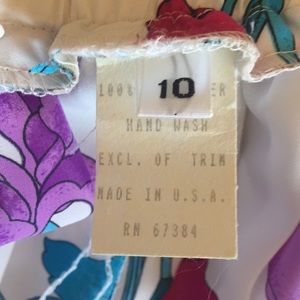 10
100%
HAND WASH
EXCL. OF TRIM
MADE IN U.S.A.
RN 67384